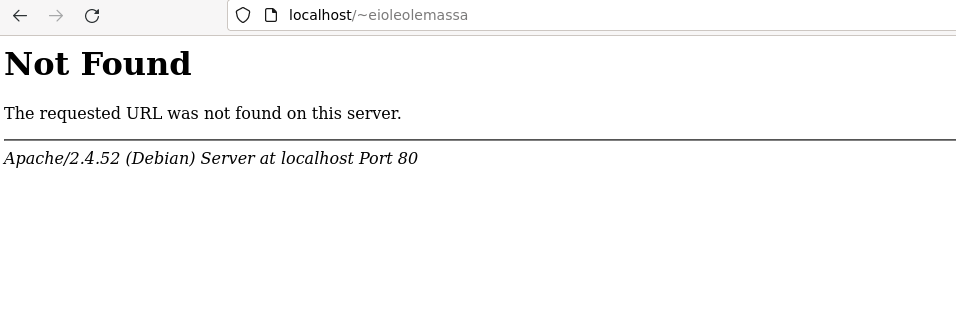 localhost/~eioleolemassa
Not Found
The requested URL was not found on this server.
Apache/2.4.52 (Debian) Server at localhost Port 80